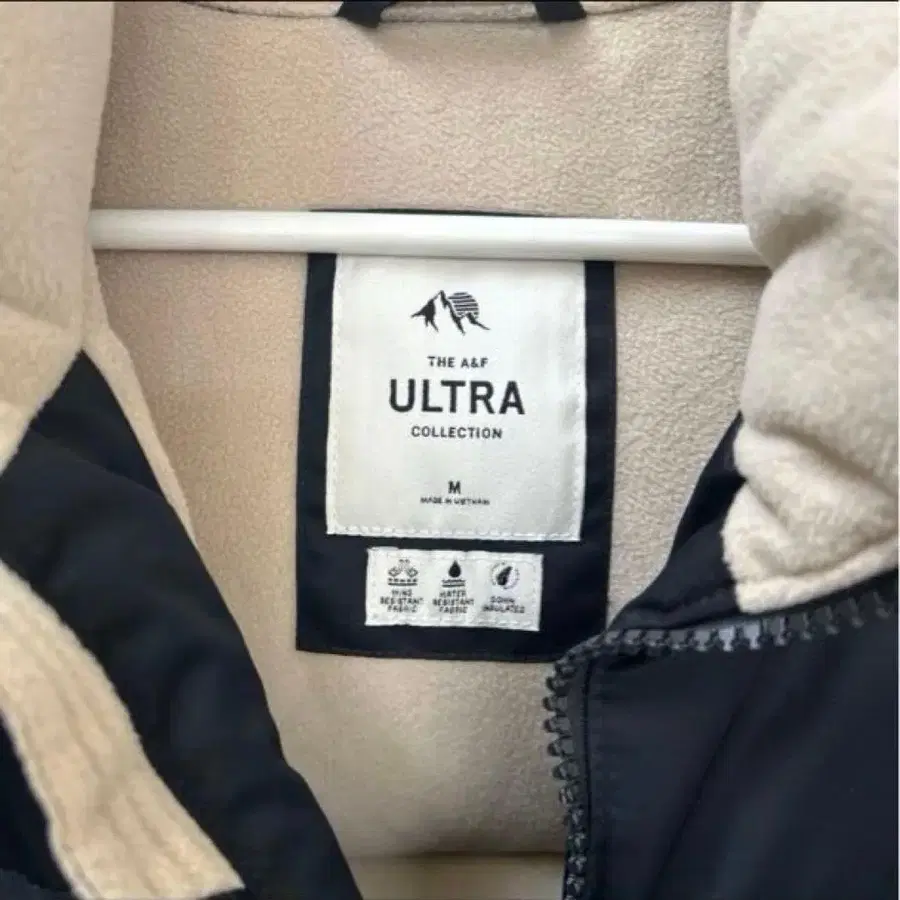 THE A&F
ULTRA
COLLECTION
M
MADE IN VIETNAM
WIND
RESISTANT
FABRIC
WATER
RESISTANT
FABRIC
DOWN
INSULATED